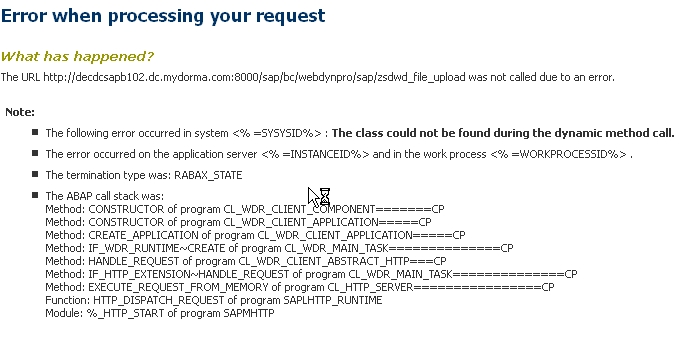 Error when processing your request
What has happened?
The URL http://decdcsapb102.dc.mydorma.com:8000/sap/bc/webdynpro/sap/zsdwd_file_upload was not called due to an error.
Note:
The following error occurred in system <% =SYSYSID%> : The class could not be found during the dynamic method call.
The error occurred on the application server <% =INSTANCEID%> and in the work process <% =WORKPROCESSID%> .
The termination type was: RABAX_STATE
The ABAP call stack was:
Method: CONSTRUCTOR of program CL_WDR_CLIENT_COMPONENT=======CP
Method: CONSTRUCTOR of program CL_WDR_CLIENT_APPLICATION=====CP
Method: CREATE_APPLICATION of program CL_WDR_CLIENT_APPLICATION=====CP
Method: IF_WDR_RUNTIME~CREATE of program CL_WDR_MAIN_TASK==============CP
Method: HANDLE_REQUEST of program CL_WDR_CLIENT_ABSTRACT_HTTP===CP
Method: IF_HTTP_EXTENSION~HANDLE_REQUEST of program CL_WDR_MAIN_TASK==============CP
Method: EXECUTE_REQUEST_FROM_MEMORY of program CL_HTTP_SERVER================CP
Function: HTTP_DISPATCH_REQUEST of program SAPLHTTP_RUNTIME
Module: %_HTTP_START of program SAPMHTTP